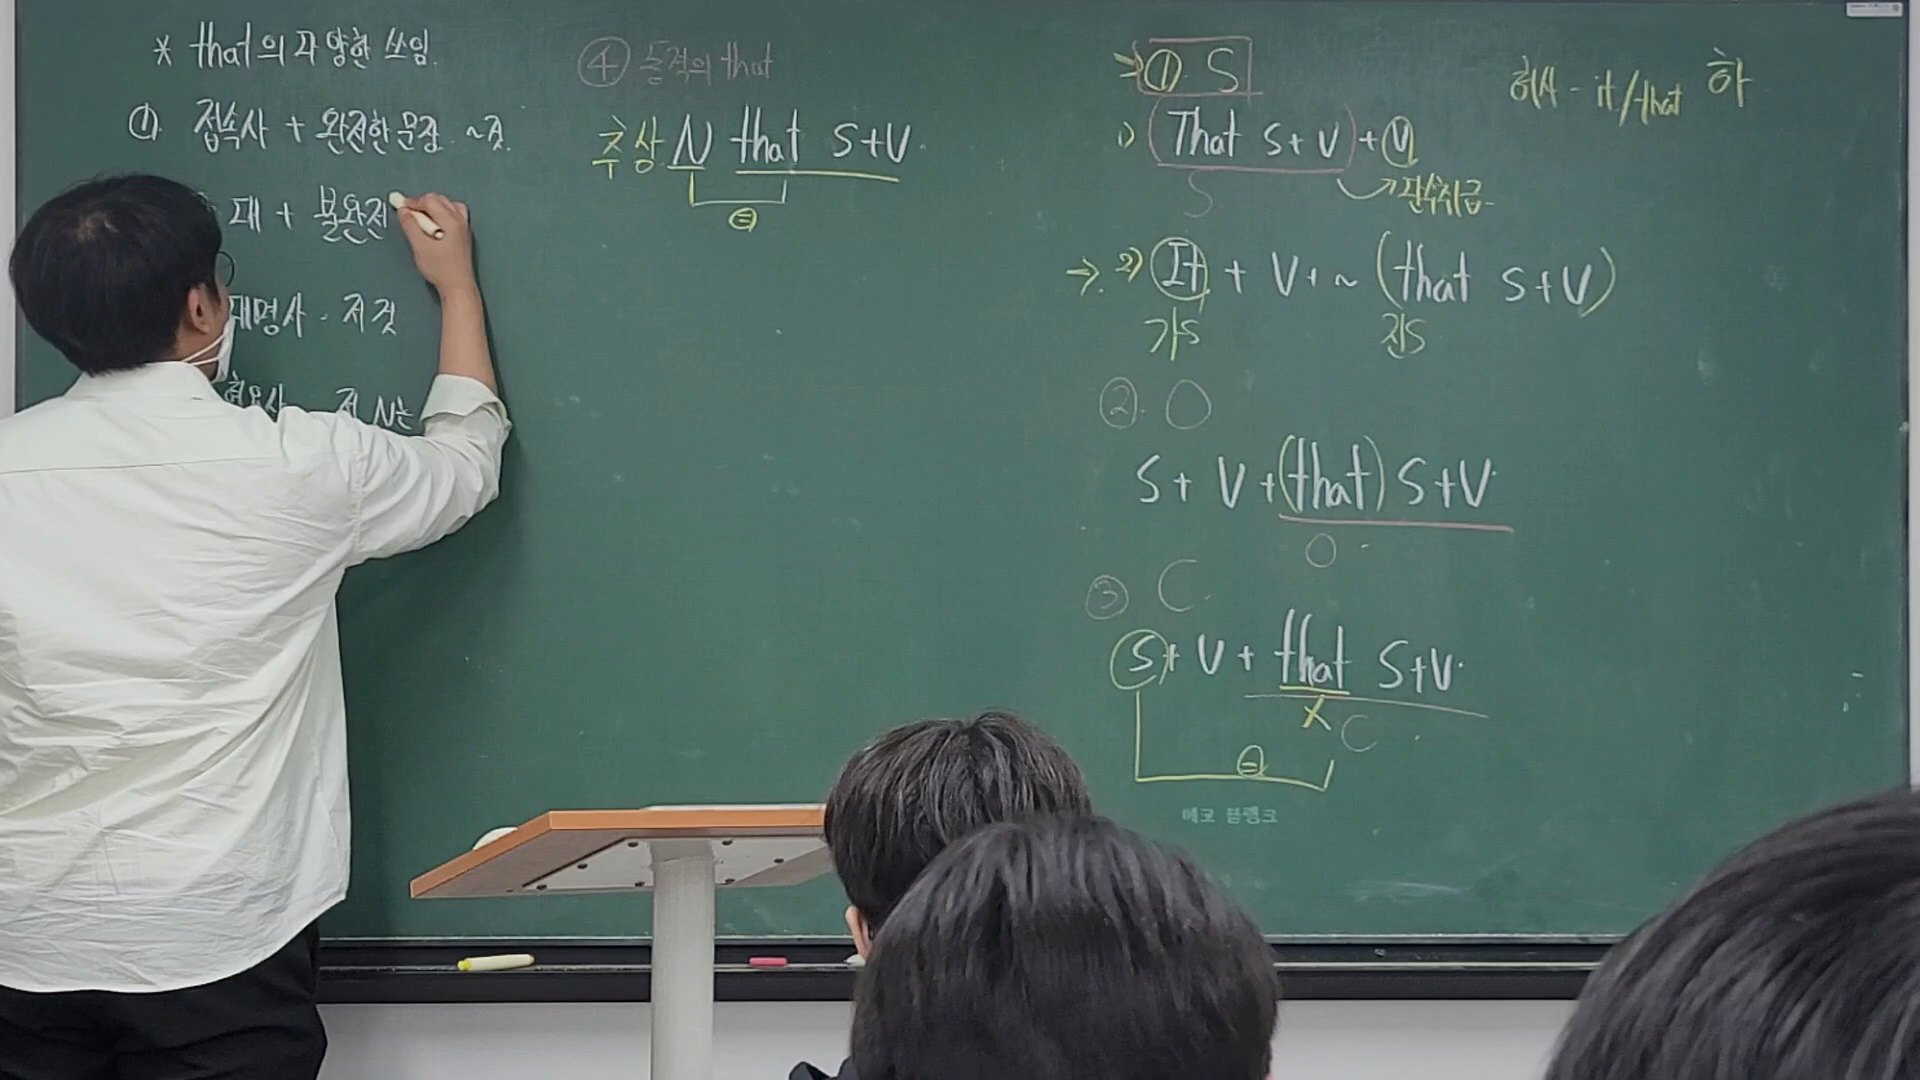 * that의 다양한 쓰임.
① 접속사 + 완전한 문장. ~것.
대 + 불완전
대명사 - 저것
형용사 - 저 N는
④ 동격의 that
추상 N that S+V.
=
→ ① S
1) (That S+V) + V
S → 단수취급
→ 2) It + V + ~ (that S+V)
가S 진S
② O
S + V + (that) S+V.
O
③ C
S + V + that S+V.
X C
=
에코 블랭크
해석 - it/that 하